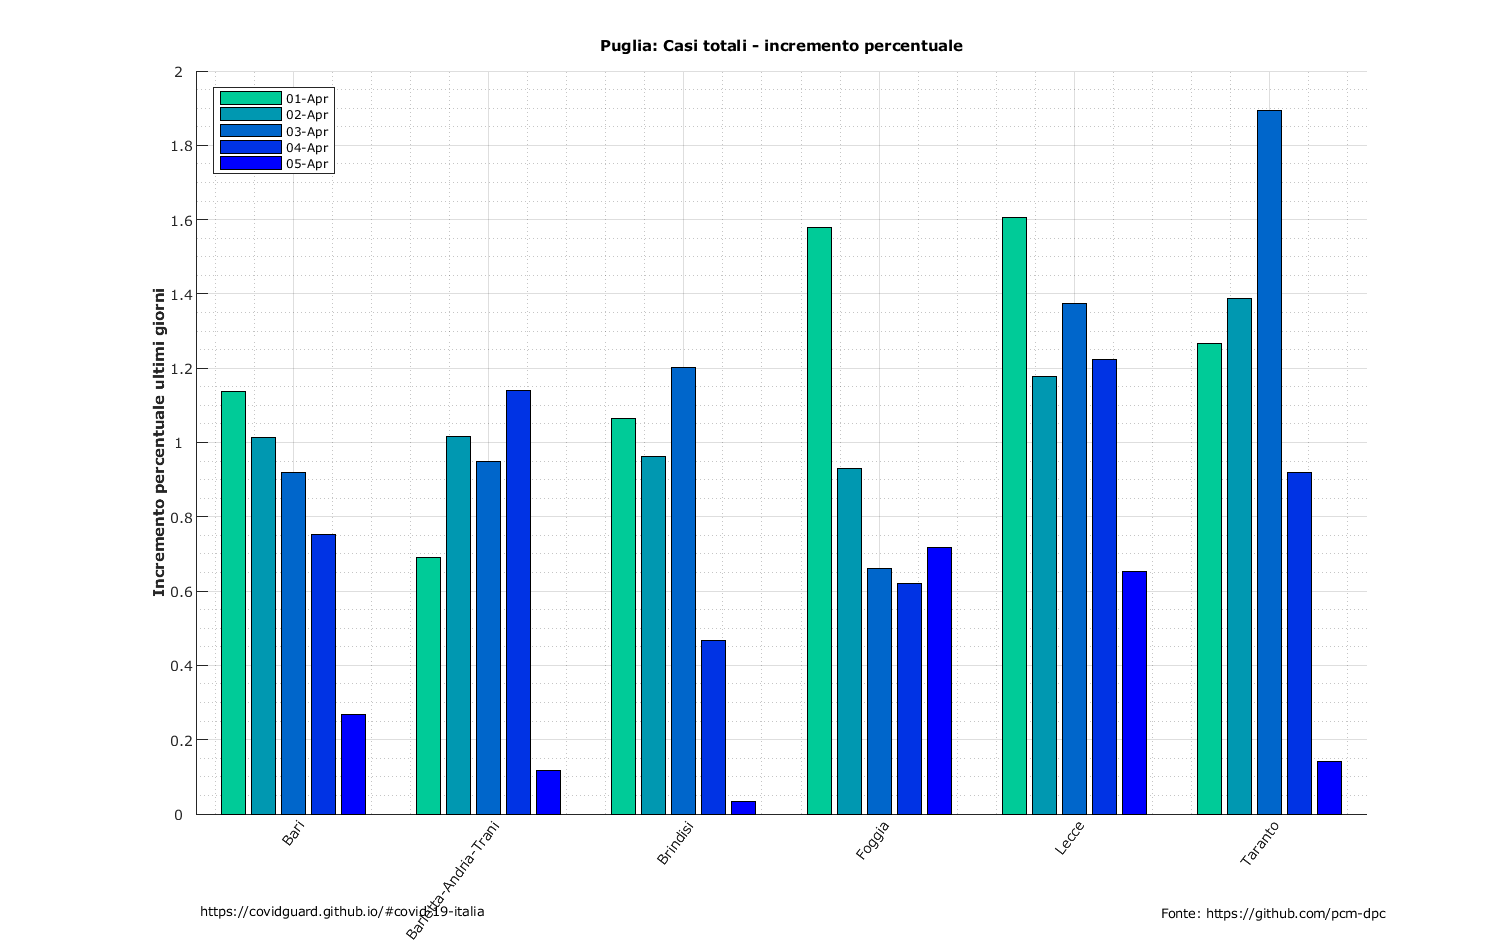 Puglia: Casi totali - incremento percentuale
Incremento percentuale ultimi giorni
2
1.8
1.6
1.4
1.2
1
0.8
0.6
0.4
0.2
0
01-Apr
02-Apr
03-Apr
04-Apr
05-Apr
Bari
Barletta-Andria-Trani
Brindisi
Foggia
Lecce
Taranto
https://covidguard.github.io/#covid-19-italia
Fonte: https://github.com/pcm-dpc